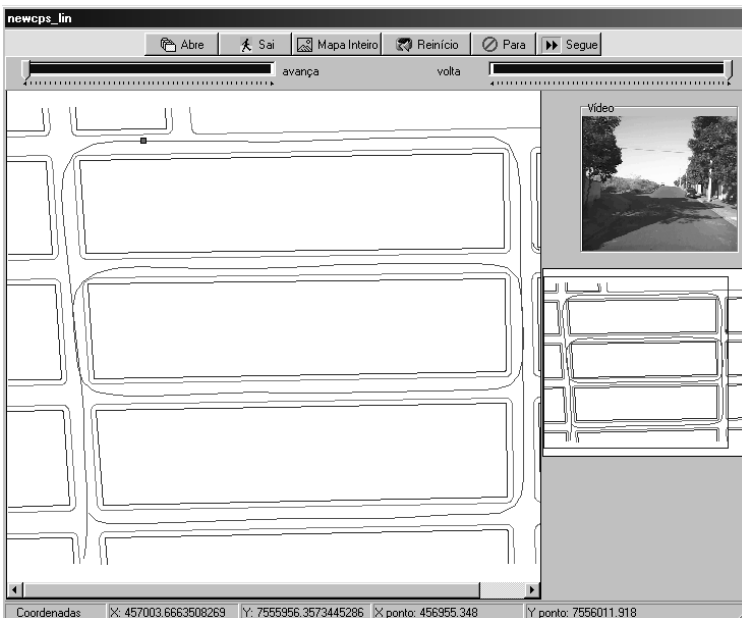 newcps_lin
Abre Sai Mapa Inteiro Reinício Para Segue
avança volta
Vídeo
Coordenadas X: 457003.6663508269 Y: 7555956.3573445286 X ponto: 456955.348 Y ponto: 7556011.918